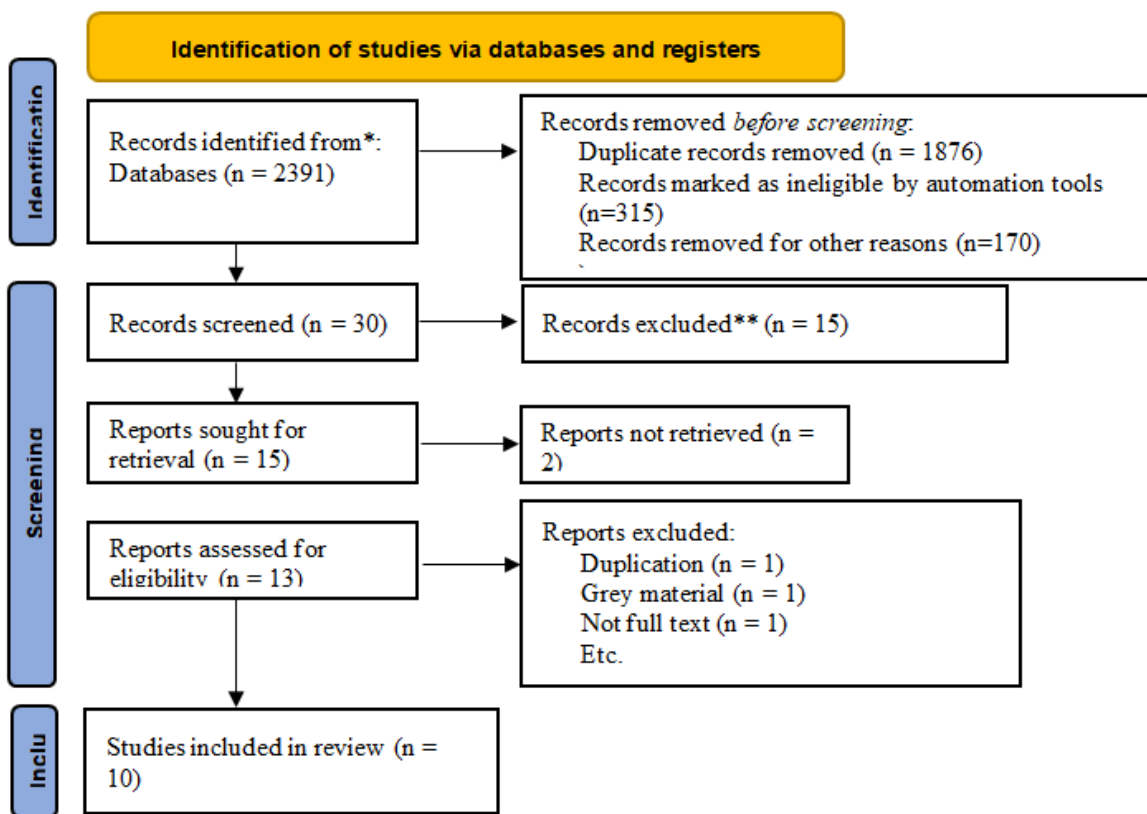 Identification of studies via databases and registers
Identificatio
Records identified from*:
Databases (n = 2391)
Records removed before screening:
Duplicate records removed (n = 1876)
Records marked as ineligible by automation tools
(n=315)
Records removed for other reasons (n=170)
Screening
Records screened (n = 30)
Records excluded** (n = 15)
Reports sought for
retrieval (n = 15)
Reports not retrieved (n =
2)
Reports assessed for
eligibility (n = 13)
Reports excluded:
Duplication (n = 1)
Grey material (n = 1)
Not full text (n = 1)
Etc.
Inclu
Studies included in review (n =
10)